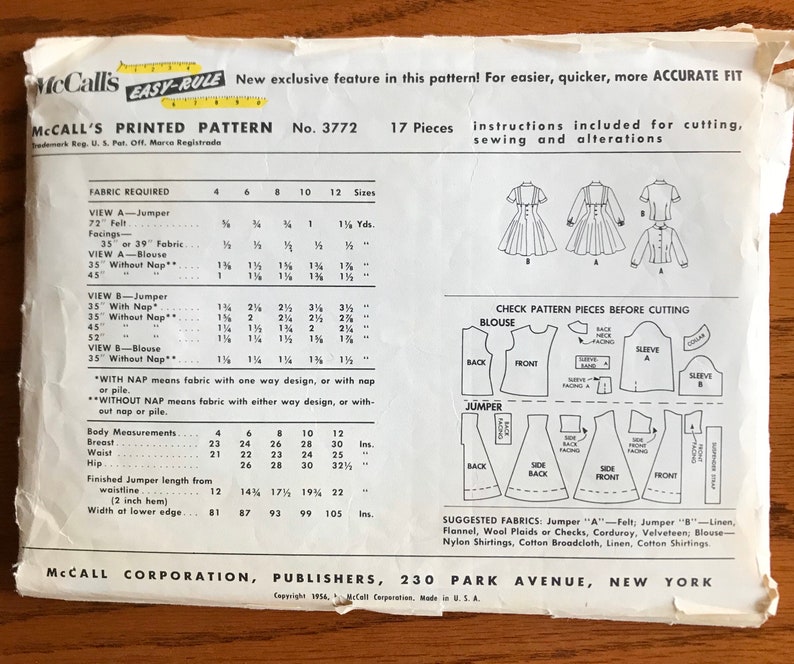 McCall's EASY-RULE New exclusive feature in this pattern! For easier, quicker, more ACCURATE FIT
1 2 3 4
6 7 8 9 0
McCALL'S PRINTED PATTERN No. 3772 17 Pieces instructions included for cutting,
Trademark Reg. U. S. Pat. Off. Marca Registrada sewing and alterations
FABRIC REQUIRED 4 6 8 10 12 Sizes
VIEW A—Jumper
72" Felt 5/8 3/4 3/4 1 1 1/8 Yds.
Facings—
35" or 39" Fabric 1/2 1/2 1/2 1/2 1/2 "
VIEW A—Blouse
35" Without Nap** 1 3/8 1 1/2 1 5/8 1 3/4 1 7/8 "
45" " " 1 1 1/8 1 1/8 1 3/8 1 1/2 "
VIEW B—Jumper
35" With Nap* 1 3/4 2 1/8 2 1/2 3 1/8 3 1/2 "
35" Without Nap** 1 5/8 2 2 1/4 2 1/2 2 7/8 "
45" " " 1 1/4 1 1/2 1 3/4 2 2 1/4 "
52" " " 1 1/8 1 1/4 1 1/2 1 5/8 1 7/8 "
VIEW B—Blouse
35" Without Nap** 1 1/8 1 1/4 1 1/4 1 3/8 1 1/2 "
*WITH NAP means fabric with one way design, or with nap
or pile.
**WITHOUT NAP means fabric with either way design, or with-
out nap or pile.
Body Measurements 4 6 8 10 12
Breast 23 24 26 28 30 Ins.
Waist 21 22 23 24 25 "
Hip 26 28 30 32 1/2 "
Finished Jumper length from
waistline 12 14 3/4 17 1/2 19 3/4 22 "
(2 inch hem)
Width at lower edge 81 87 93 99 105 Ins.
B
A
B
A
CHECK PATTERN PIECES BEFORE CUTTING
BLOUSE
BACK
FRONT
BACK
NECK
FACING
SLEEVE-
BAND A
SLEEVE
FACING A
SLEEVE
A
COLLAR
SLEEVE
B
JUMPER
BACK
BACK
FACING
SIDE
BACK
SIDE
BACK
FACING
SIDE
FRONT
SIDE
FRONT
FACING
FRONT
FRONT
FACING
SUSPENDER STRAP
SUGGESTED FABRICS: Jumper "A"—Felt; Jumper "B"—Linen,
Flannel, Wool Plaids or Checks, Corduroy, Velveteen; Blouse—
Nylon Shirtings, Cotton Broadcloth, Linen, Cotton Shirtings.
McCALL CORPORATION, PUBLISHERS, 230 PARK AVENUE, NEW YORK
Copyright 1956, McCall Corporation. Made in U. S. A.